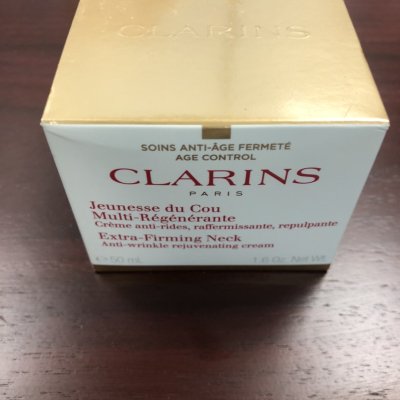 CLARINS
SOINS ANTI-ÂGE FERMETÉ
AGE CONTROL
CLARINS
PARIS
Jeunesse du Cou
Multi-Régénérante
Crème anti-rides, raffermissante, repulpante
Extra-Firming Neck
Anti-wrinkle rejuvenating cream
e 50 mL
1.6 Oz. Net Wt.